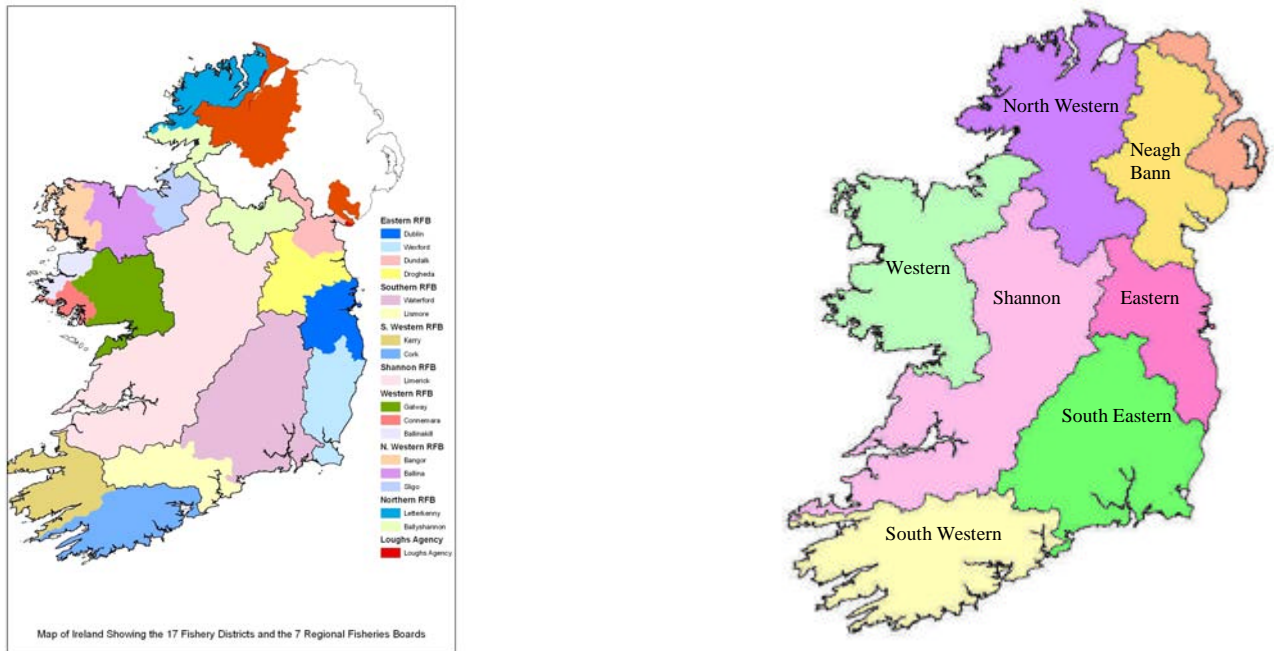 Eastern RFB
Dublin
Wexford
Dundalk
Drogheda
Southern RFB
Waterford
Lismore
S. Western RFB
Kerry
Cork
Shannon RFB
Limerick
Western RFB
Galway
Connemara
Ballinakill
N. Western RFB
Bangor
Ballina
Sligo
Northern RFB
Letterkenny
Ballyshannon
Loughs Agency
Loughs Agency
Map of Ireland Showing the 17 Fishery Districts and the 7 Regional Fisheries Boards
North Western
Neagh
Bann
Western
Shannon
Eastern
South Eastern
South Western